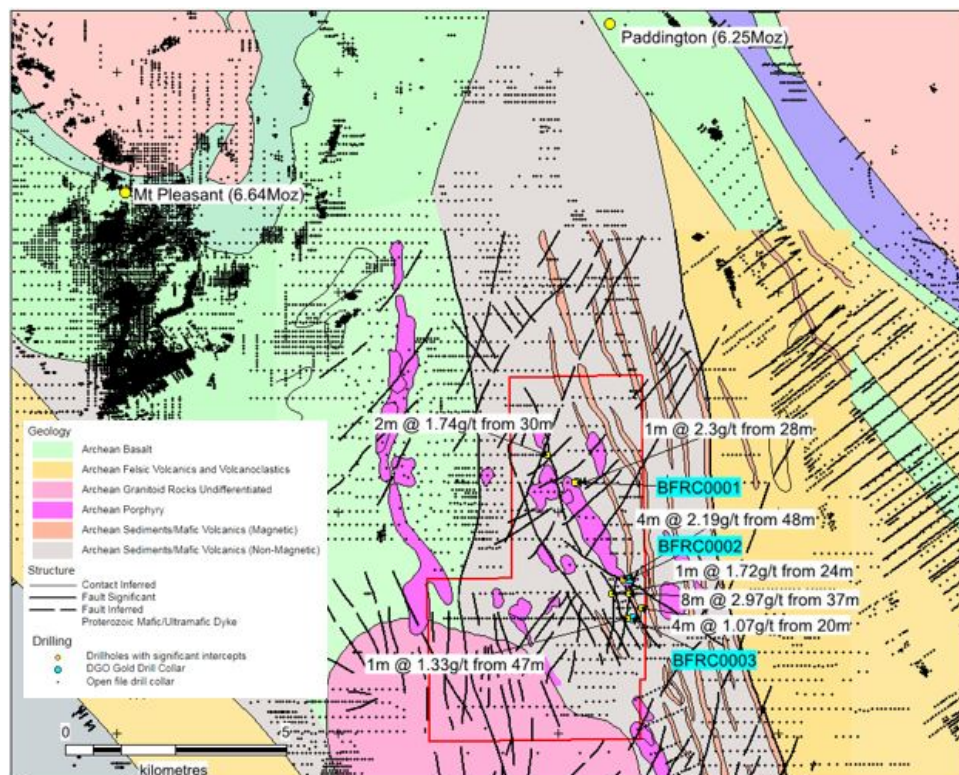 Paddington (6.25Moz)
Mt Pleasant (6.64Moz)
2m @ 1.74g/t from 30m
1m @ 2.3g/t from 28m
BFRC0001
4m @ 2.19g/t from 48m
BFRC0002
1m @ 1.72g/t from 24m
8m @ 2.97g/t from 37m
4m @ 1.07g/t from 20m
1m @ 1.33g/t from 47m
BFRC0003
Geology
Archean Basalt
Archean Felsic Volcanics and Volcanoclastics
Archean Granitoid Rocks Undifferentiated
Archean Porphyry
Archean Sediments/Mafic Volcanics (Magnetic)
Archean Sediments/Mafic Volcanics (Non-Magnetic)
Structure
Contact Inferred
Fault Significant
Fault Inferred
Proterozoic Mafic/Ultramafic Dyke
Drilling
Drillholes with significant intercepts
DGO Gold Drill Collar
Open file drill collar
0
5
kilometres